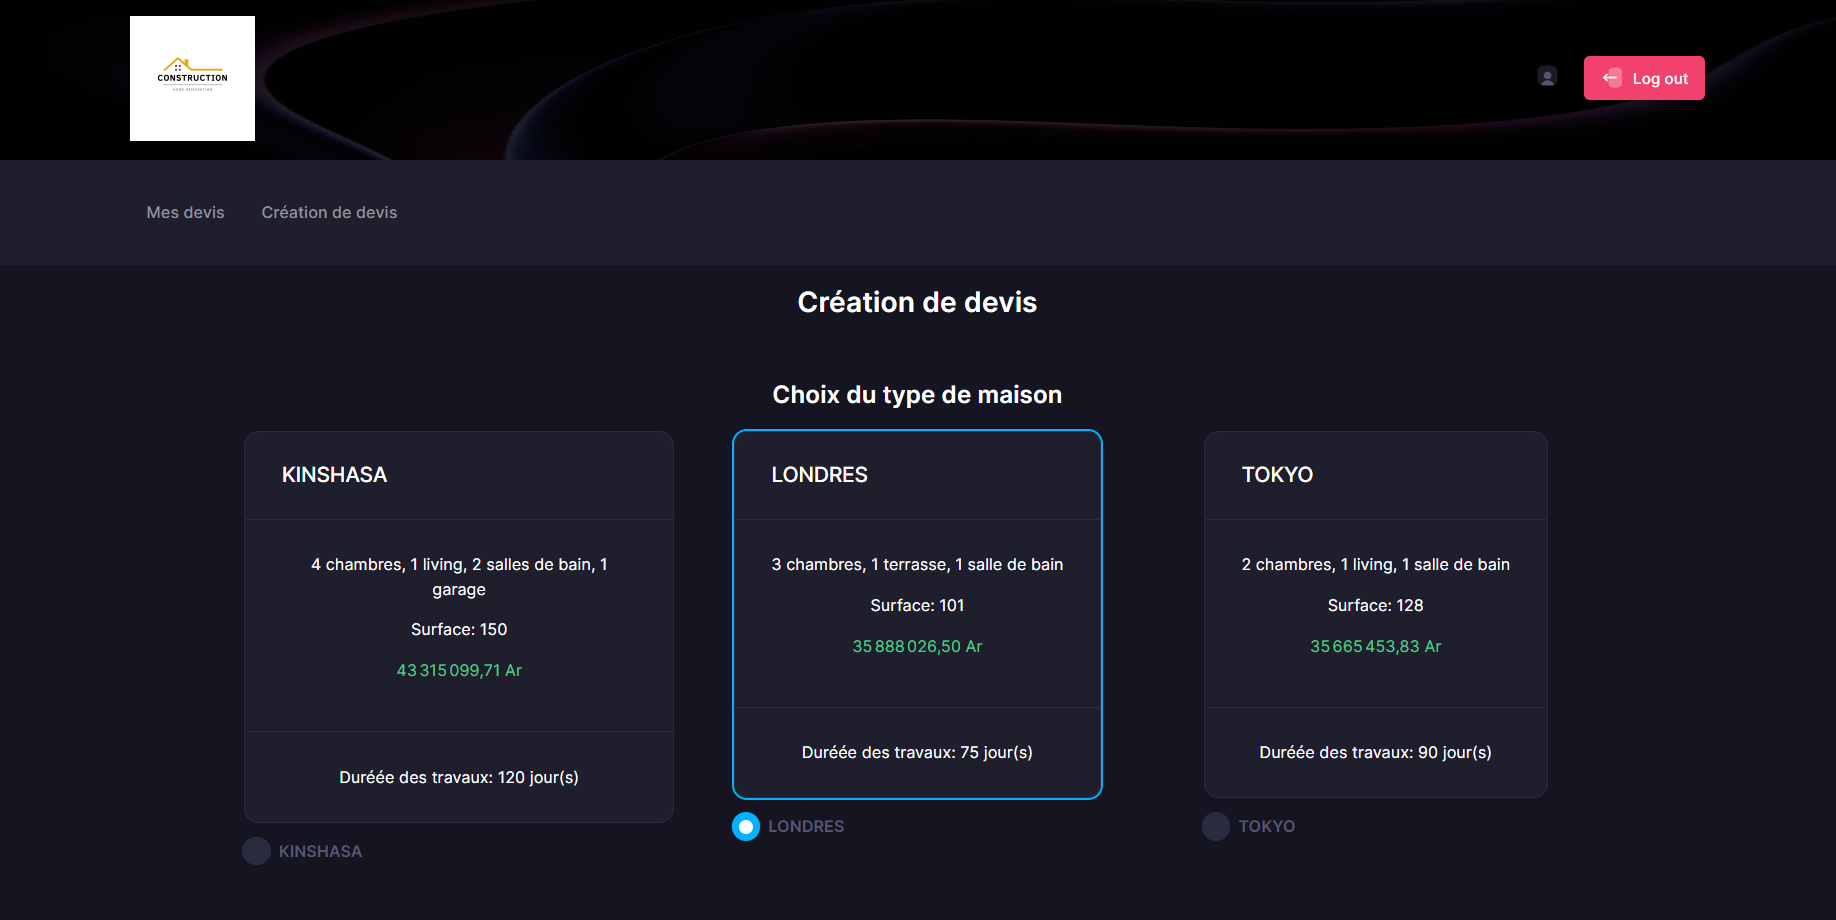 CONSTRUCTION
HOME RENOVATION
Log out
Mes devis
Création de devis
Création de devis
Choix du type de maison
KINSHASA
4 chambres, 1 living, 2 salles de bain, 1
garage
Surface: 150
43 315 099,71 Ar
Duréée des travaux: 120 jour(s)
KINSHASA
LONDRES
3 chambres, 1 terrasse, 1 salle de bain
Surface: 101
35 888 026,50 Ar
Duréée des travaux: 75 jour(s)
LONDRES
TOKYO
2 chambres, 1 living, 1 salle de bain
Surface: 128
35 665 453,83 Ar
Duréée des travaux: 90 jour(s)
TOKYO